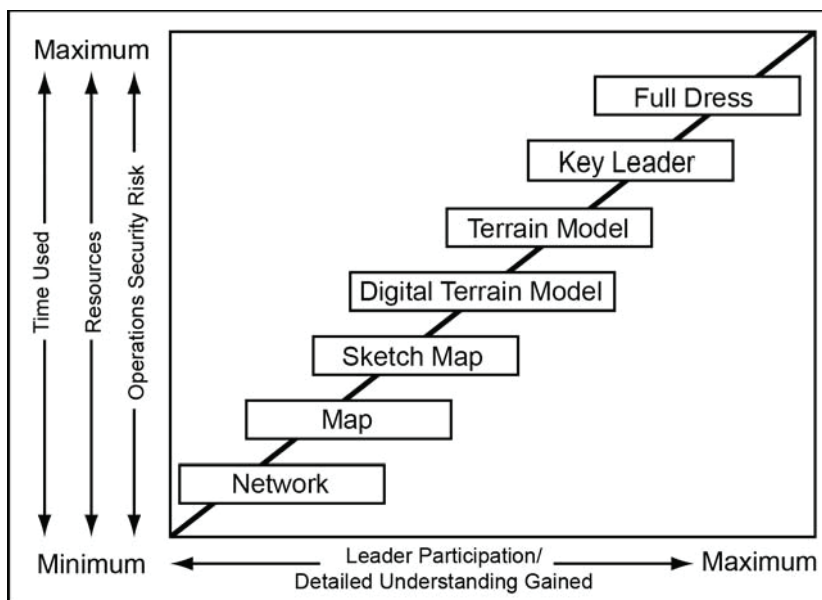 Maximum
Full Dress
Key Leader
Terrain Model
Digital Terrain Model
Sketch Map
Map
Network
Time Used
Resources
Operations Security Risk
Minimum
Leader Participation/
Detailed Understanding Gained
Maximum